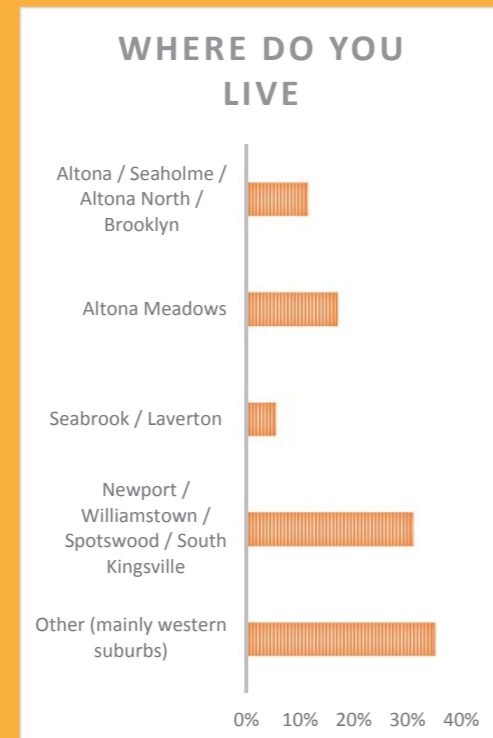 WHERE DO YOU
LIVE
Altona / Seaholme /
Altona North /
Brooklyn
Altona Meadows
Seabrook / Laverton
Newport /
Williamstown /
Spotswood / South
Kingsville
Other (mainly western
suburbs)
0% 10% 20% 30% 40%